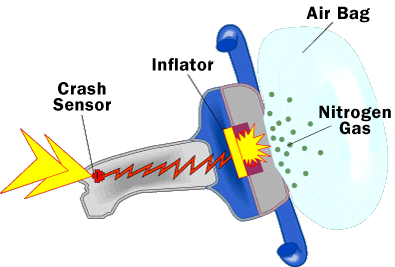 Air Bag
Inflator
Crash
Sensor
Nitrogen
Gas